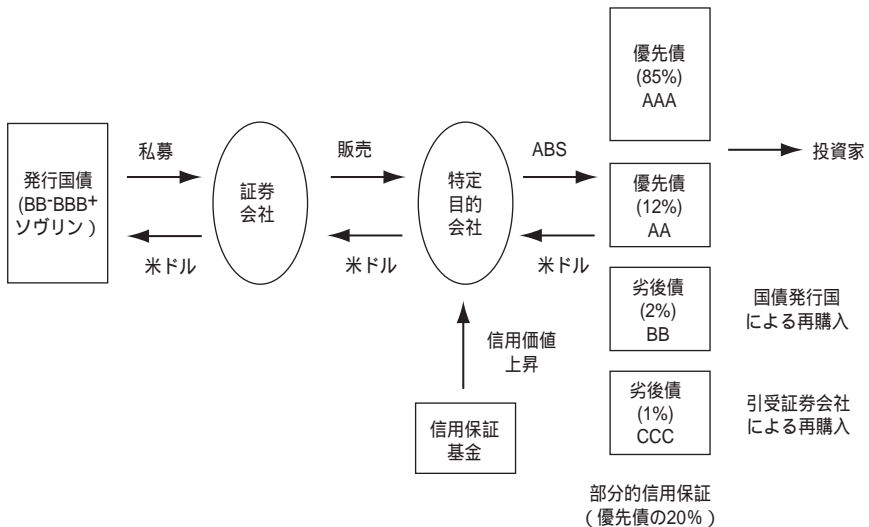 発行国債
(BB-BBB+
ソヴリン)
私募
米ドル
証券
会社
販売
米ドル
特定
目的
会社
ABS
米ドル
信用価値
上昇
信用保証
基金
優先債
(85%)
AAA
投資家
優先債
(12%)
AA
劣後債
(2%)
BB
国債発行国
による再購入
劣後債
(1%)
CCC
引受証券会社
による再購入
部分的信用保証
(優先債の20%)